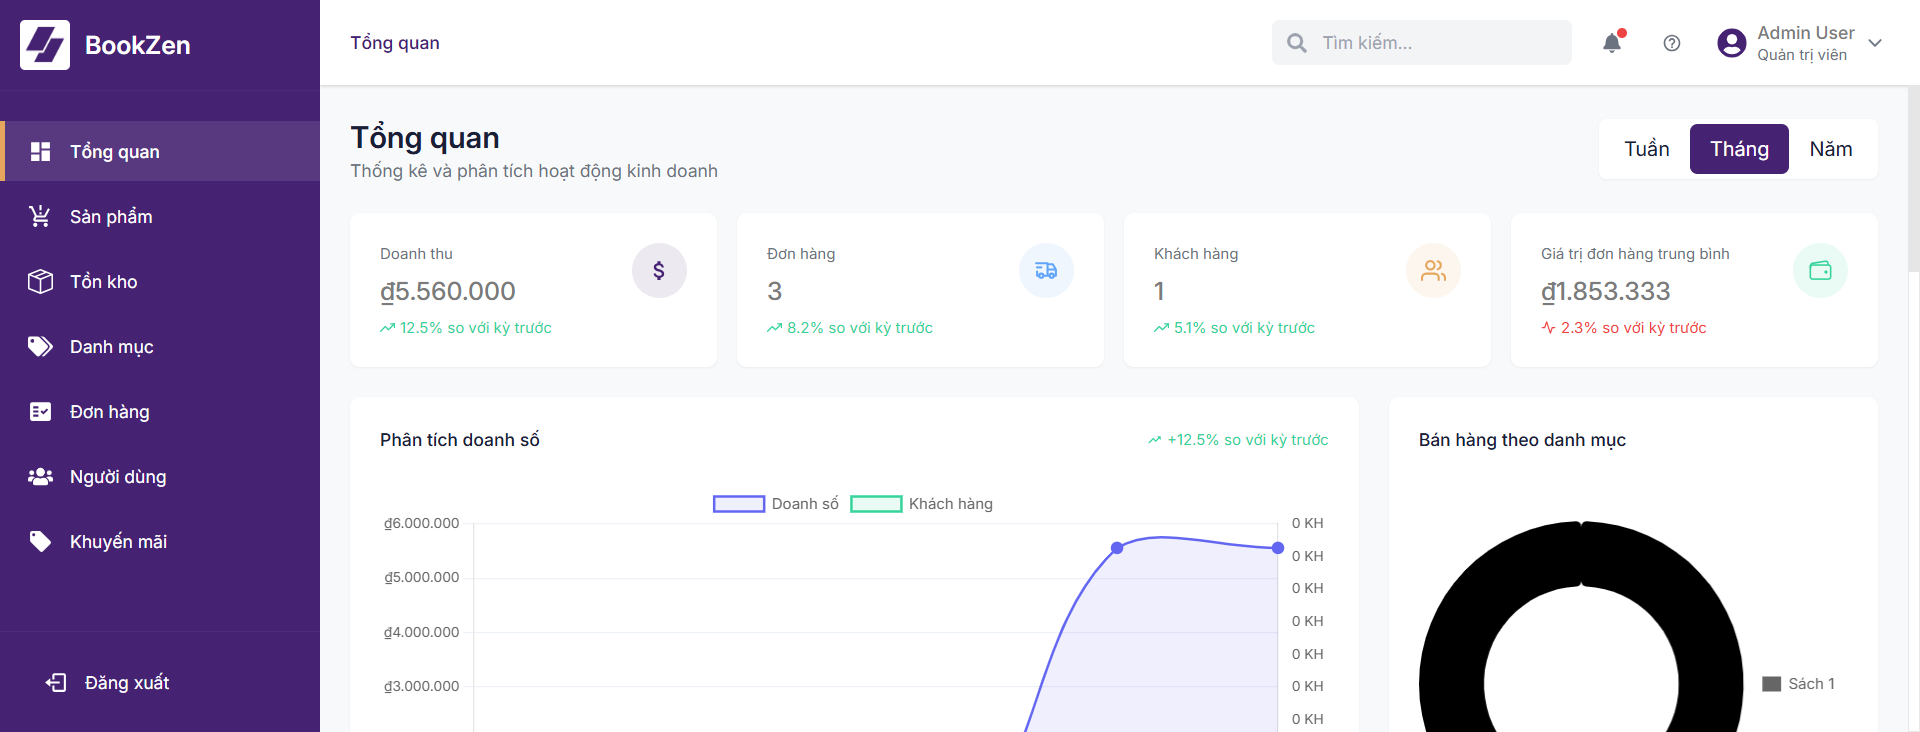 BookZen
Tổng quan
Sản phẩm
Tồn kho
Danh mục
Đơn hàng
Người dùng
Khuyến mãi
Đăng xuất
Tổng quan
Tìm kiếm...
Admin User
Quản trị viên
Tổng quan
Thống kê và phân tích hoạt động kinh doanh
Tuần Tháng Năm
Doanh thu
₫5.560.000
12.5% so với kỳ trước
Đơn hàng
3
8.2% so với kỳ trước
Khách hàng
1
5.1% so với kỳ trước
Giá trị đơn hàng trung bình
₫1.853.333
2.3% so với kỳ trước
Phân tích doanh số
+12.5% so với kỳ trước
Doanh số Khách hàng
₫6.000.000
₫5.000.000
₫4.000.000
₫3.000.000
0 KH
0 KH
0 KH
0 KH
0 KH
0 KH
0 KH
Bán hàng theo danh mục
Sách 1